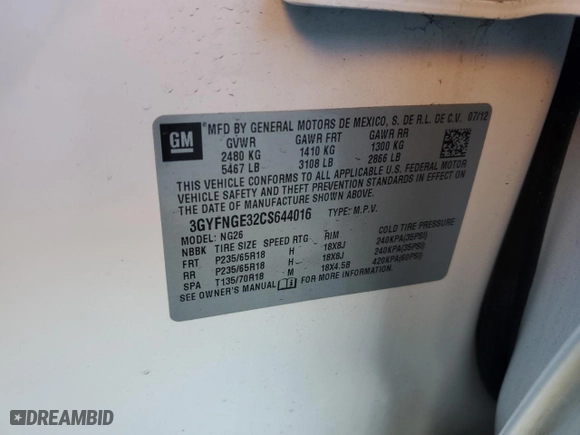 GM
MFD BY GENERAL MOTORS DE MEXICO, S. DE R.L. DE C.V. 07/12
GVWR GAWR FRT GAWR RR
2480 KG 1410 KG 1300 KG
5467 LB 3108 LB 2866 LB
THIS VEHICLE CONFORMS TO ALL APPLICABLE U.S. FEDERAL MOTOR
VEHICLE SAFETY AND THEFT PREVENTION STANDARDS IN EFFECT ON
THE DATE OF MANUFACTURE SHOWN ABOVE.
3GYFNGE32CS644016 TYPE: M.P.V.
MODEL: NG26
NBBK TIRE SIZE SPEED RTG RIM COLD TIRE PRESSURE
FRT P235/65R18 H 18X8J 240KPA(35PSI)
RR P235/65R18 H 18X8J 240KPA(35PSI)
SPA T135/70R18 M 18X4.5B 420KPA(60PSI)
SEE OWNER'S MANUAL FOR MORE INFORMATION.
DREAMBID